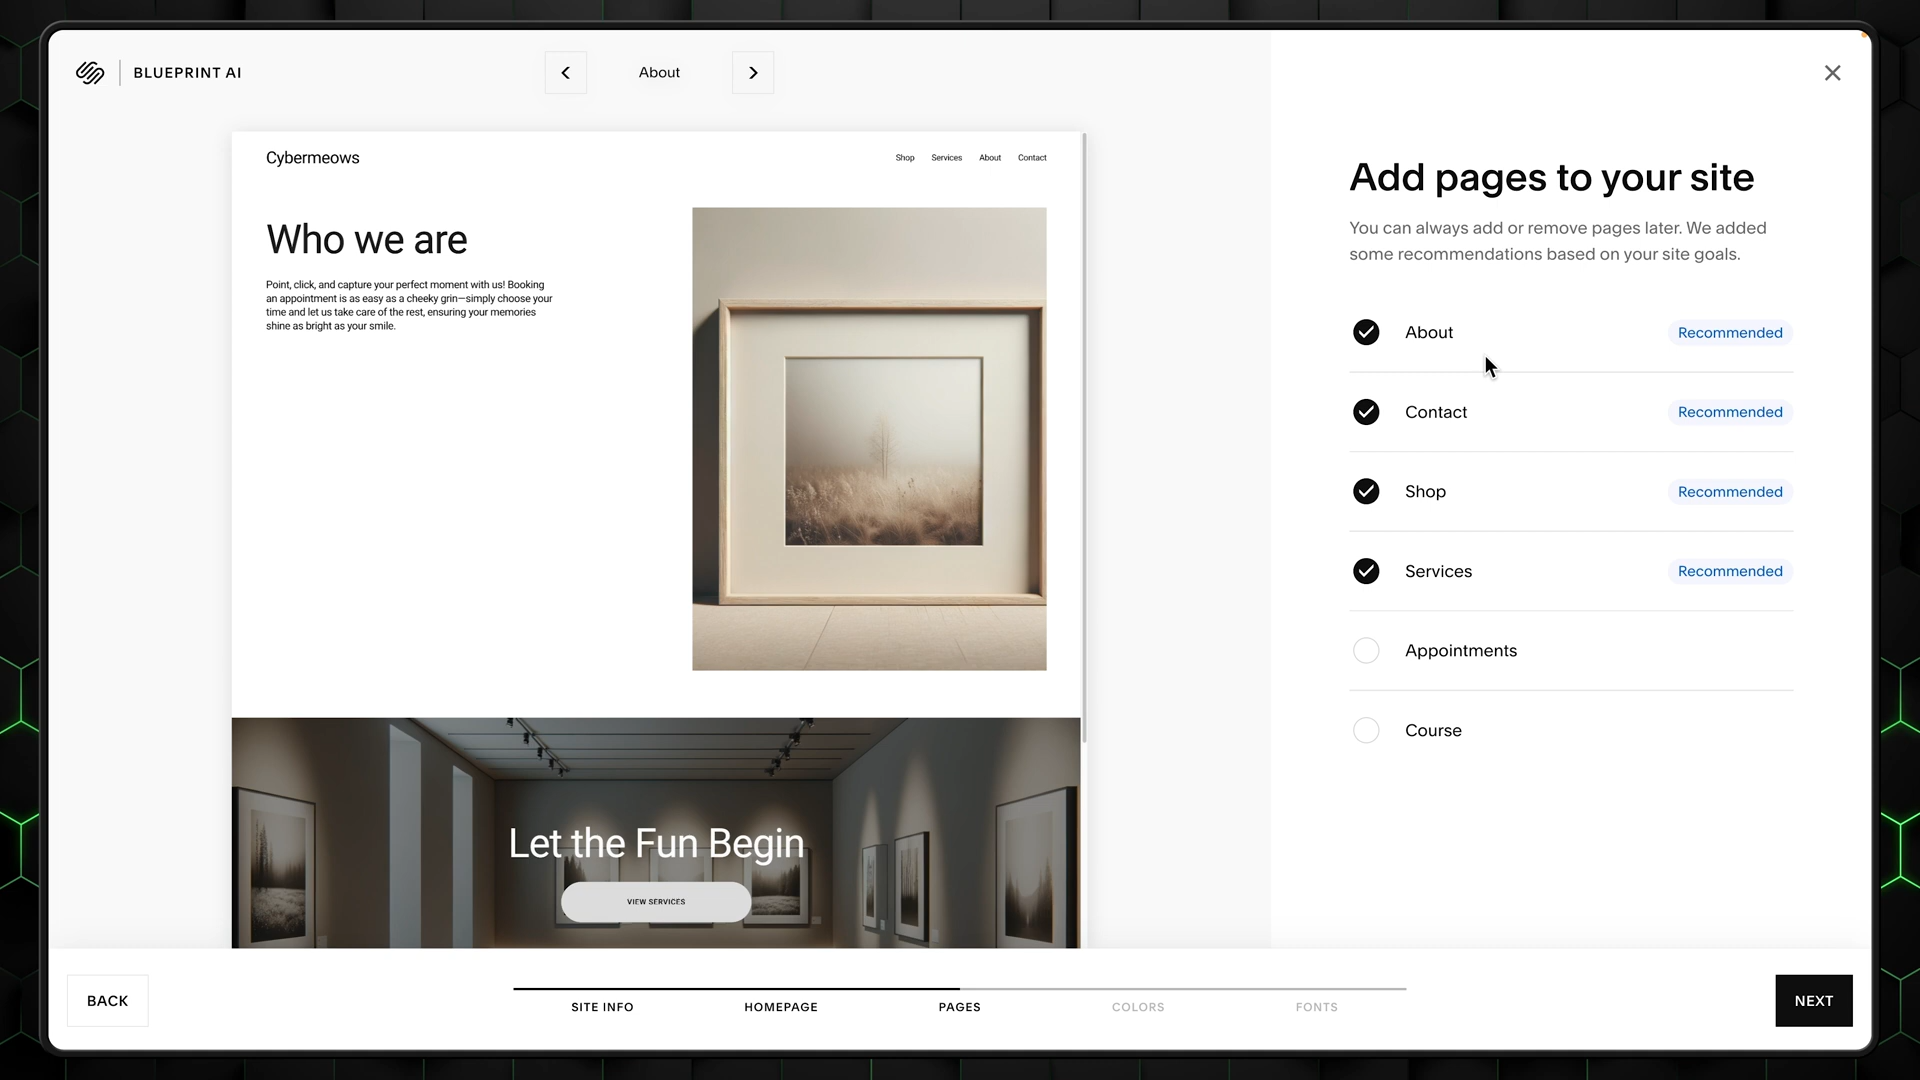 BLUEPRINT AI
About
Cybermeows
Shop Services About Contact
Who we are
Point, click, and capture your perfect moment with us! Booking
an appointment is as easy as a cheeky grin—simply choose your
time and let us take care of the rest, ensuring your memories
shine as bright as your smile.
Let the Fun Begin
VIEW SERVICES
Add pages to your site
You can always add or remove pages later. We added
some recommendations based on your site goals.
About Recommended
Contact Recommended
Shop Recommended
Services Recommended
Appointments
Course
BACK
SITE INFO HOMEPAGE PAGES COLORS FONTS
NEXT